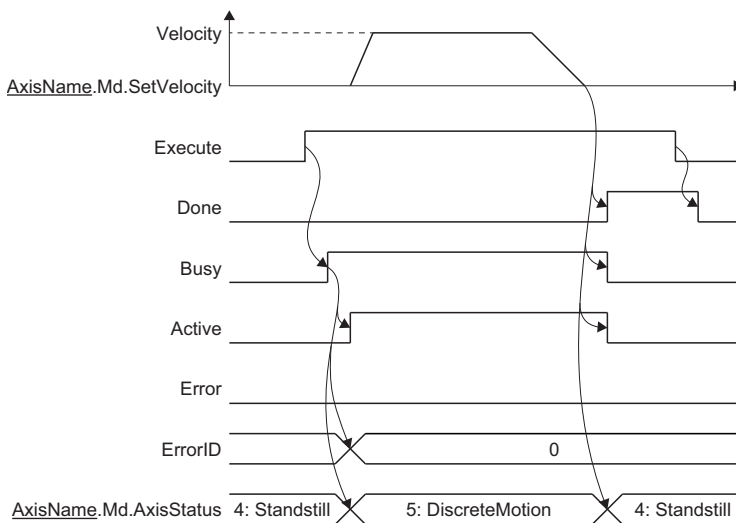 Velocity
AxisName.Md.SetVelocity
Execute
Done
Busy
Active
Error
ErrorID 0
AxisName.Md.AxisStatus 4: Standstill 5: DiscreteMotion 4: Standstill